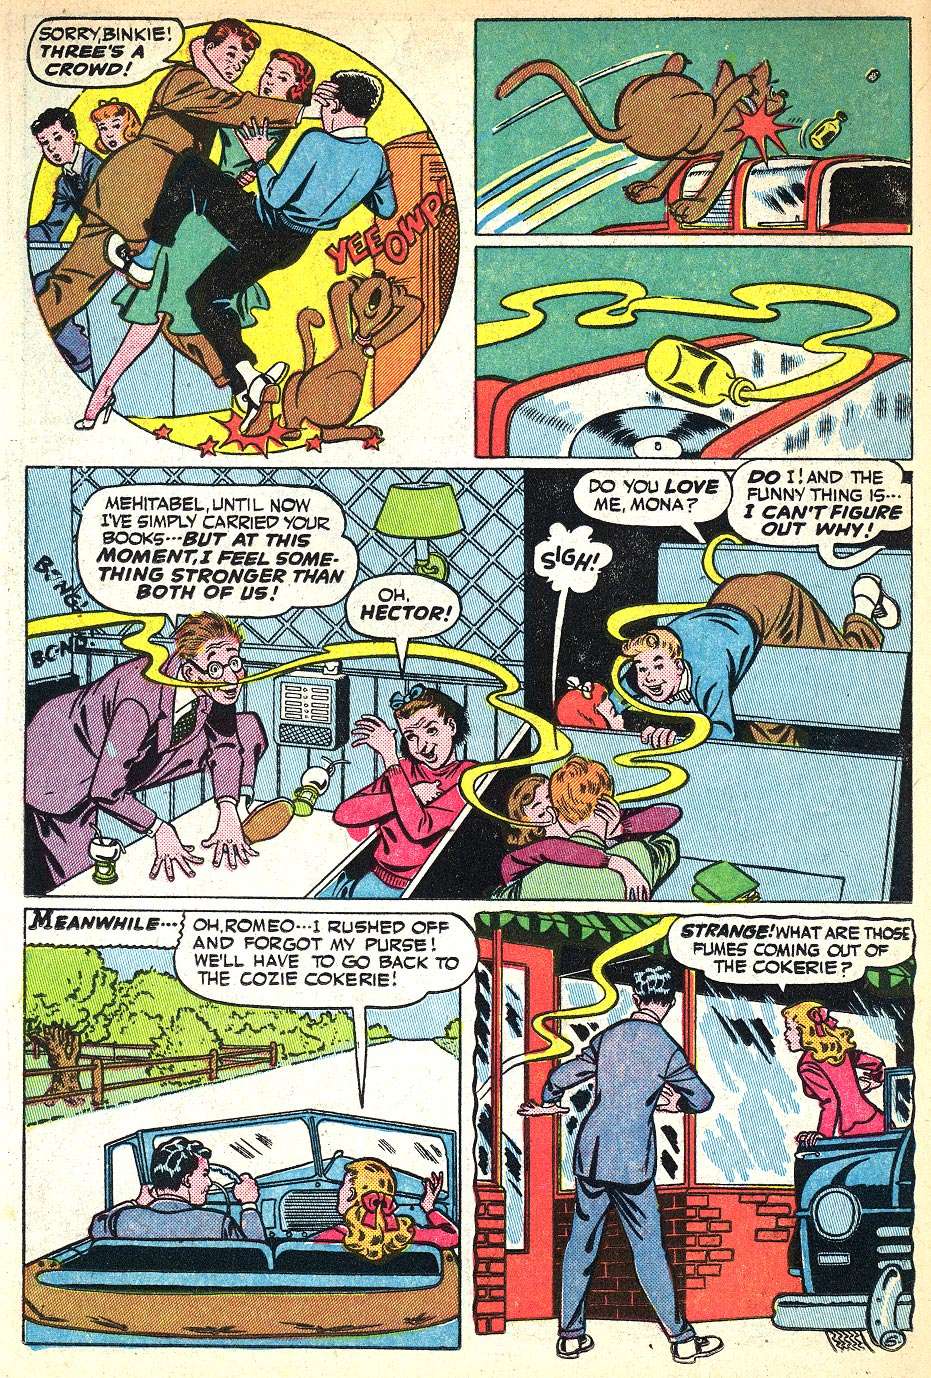 SORRY, BINKIE!
THREE'S A
CROWD!
YEEOWP!
MEHITABEL, UNTIL NOW
I'VE SIMPLY CARRIED YOUR
BOOKS---BUT AT THIS
MOMENT, I FEEL SOME-
THING STRONGER THAN
BOTH OF US!
OH,
HECTOR!
SIGH!
DO YOU LOVE
ME, MONA?
DO I! AND THE
FUNNY THING IS---
I CAN'T FIGURE
OUT WHY!
MEANWHILE---
OH, ROMEO---I RUSHED OFF
AND FORGOT MY PURSE!
WE'LL HAVE TO GO BACK TO
THE COZIE COKERIE!
STRANGE! WHAT ARE THOSE
FUMES COMING OUT OF
THE COKERIE?